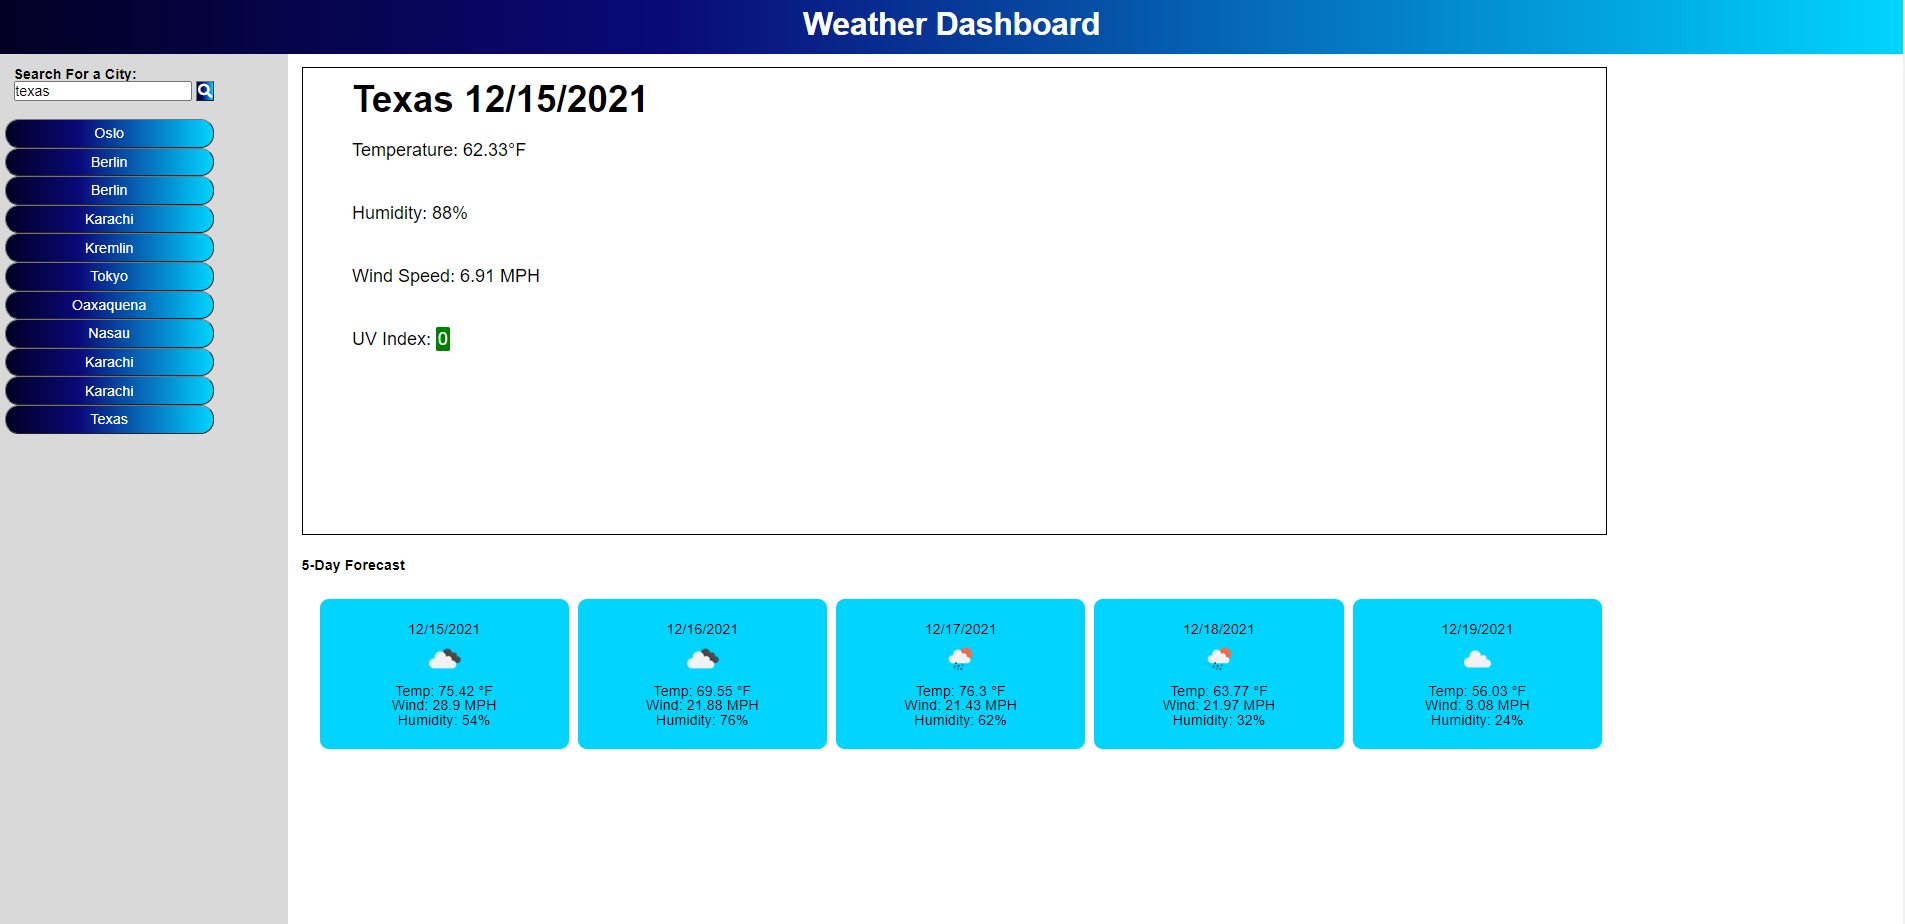 Weather Dashboard
Search For a City:
texas
Oslo
Berlin
Berlin
Karachi
Kremlin
Tokyo
Oaxaquena
Nasau
Karachi
Karachi
Texas
Texas 12/15/2021
Temperature: 62.33°F
Humidity: 88%
Wind Speed: 6.91 MPH
UV Index: 0
5-Day Forecast
12/15/2021
Temp: 75.42 °F
Wind: 28.9 MPH
Humidity: 54%
12/16/2021
Temp: 69.55 °F
Wind: 21.88 MPH
Humidity: 76%
12/17/2021
Temp: 76.3 °F
Wind: 21.43 MPH
Humidity: 62%
12/18/2021
Temp: 63.77 °F
Wind: 21.97 MPH
Humidity: 32%
12/19/2021
Temp: 56.03 °F
Wind: 8.08 MPH
Humidity: 24%